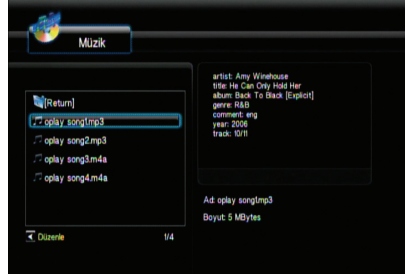 Müzik
[Return]
oplay song1.mp3
oplay song2.mp3
oplay song3.m4a
oplay song4.m4a
Düzenle
1/4
artist: Amy Winehouse
title: He Can Only Hold Her
album: Back To Black [Explicit]
genre: R&B
comment: eng
year: 2006
track: 10/11
Ad: oplay song1.mp3
Boyut: 5 MBytes